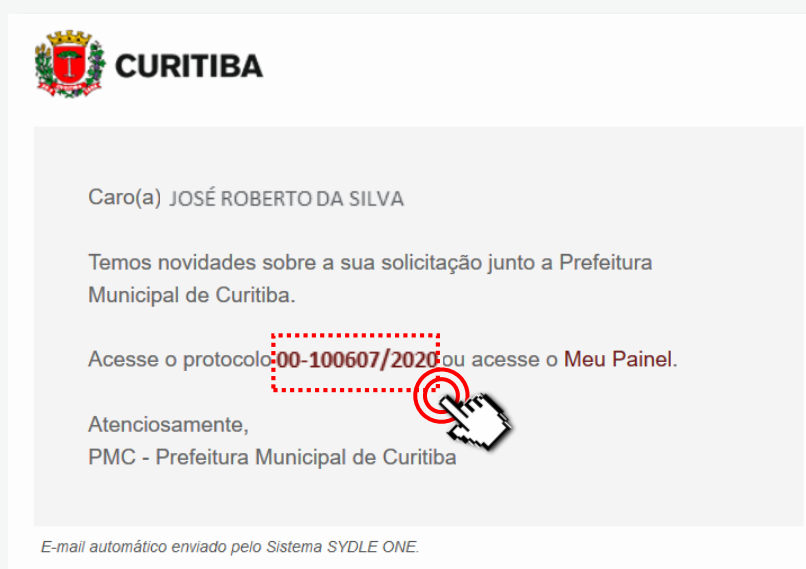 CURITIBA
Caro(a) JOSÉ ROBERTO DA SILVA
Temos novidades sobre a sua solicitação junto a Prefeitura
Municipal de Curitiba.
Acesse o protocolo 00-100607/2020 ou acesse o Meu Painel.
Atenciosamente,
PMC - Prefeitura Municipal de Curitiba
E-mail automático enviado pelo Sistema SYDLE ONE.